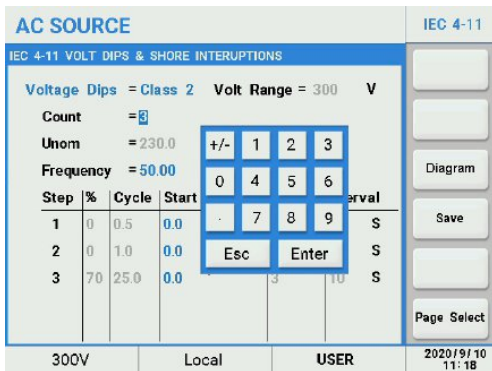 AC SOURCE
IEC 4-11
IEC 4-11 VOLT DIPS & SHORE INTERUPTIONS
Voltage Dips = Class 2 Volt Range = 300 V
Count =3
Unom =230.0
Frequency =50.00
Step % Cycle Start erval
1 0 0.5 0.0 S
2 0 1.0 0.0 S
3 70 25.0 0.0 3 10 S
+/- 1 2 3
0 4 5 6
. 7 8 9
Esc Enter
Diagram
Save
Page Select
300V Local USER
2020/9/10
11:18